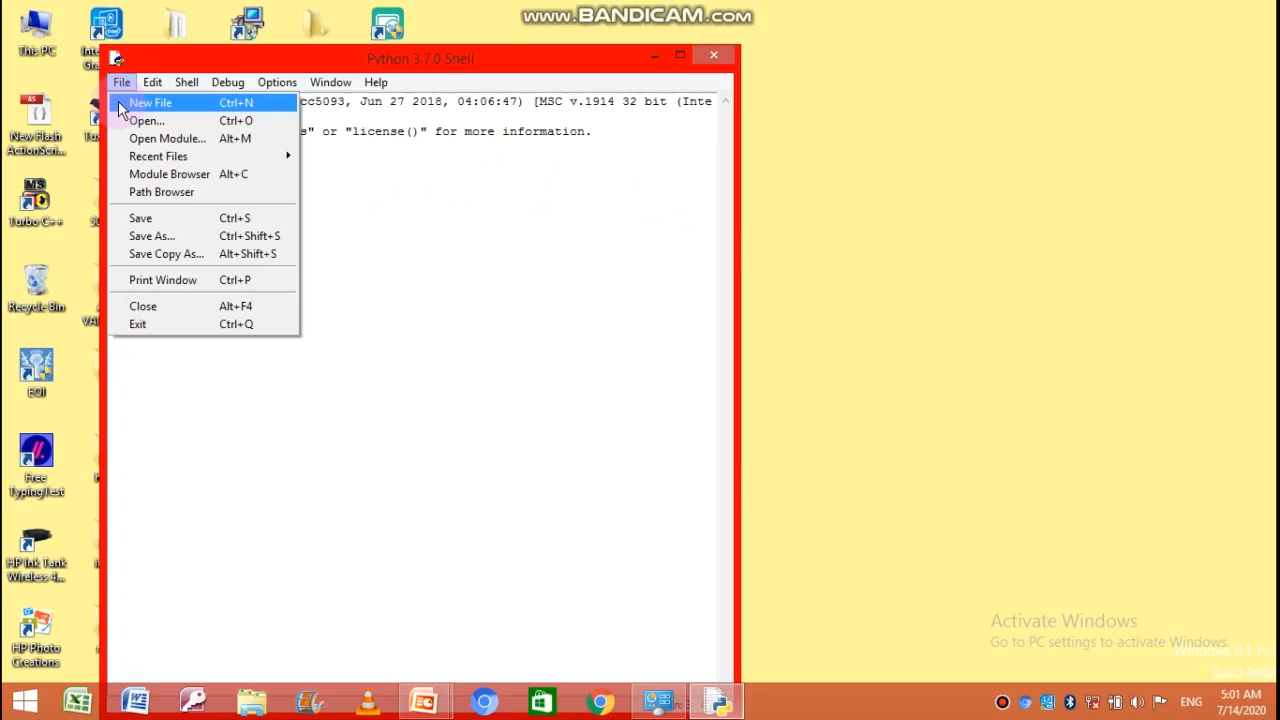 www.BANDICAM.com
This PC
Python 3.7.0 Shell
File Edit Shell Debug Options Window Help
New File Ctrl+N
Open... Ctrl+O
Open Module... Alt+M
Recent Files
Module Browser Alt+C
Path Browser
Save Ctrl+S
Save As... Ctrl+Shift+S
Save Copy As... Alt+Shift+S
Print Window Ctrl+P
Close Alt+F4
Exit Ctrl+Q
cc5093, Jun 27 2018, 04:06:47) [MSC v.1914 32 bit (Inte
s" or "license()" for more information.
New Flash
ActionScri...
MS
Turbo C++
Recycle Bin
EOI
Free
TypingTest
HP Ink Tank
Wireless 4...
HP Photo
Creations
Activate Windows
Go to PC settings to activate Windows.
ENG
5:01 AM
7/14/2020